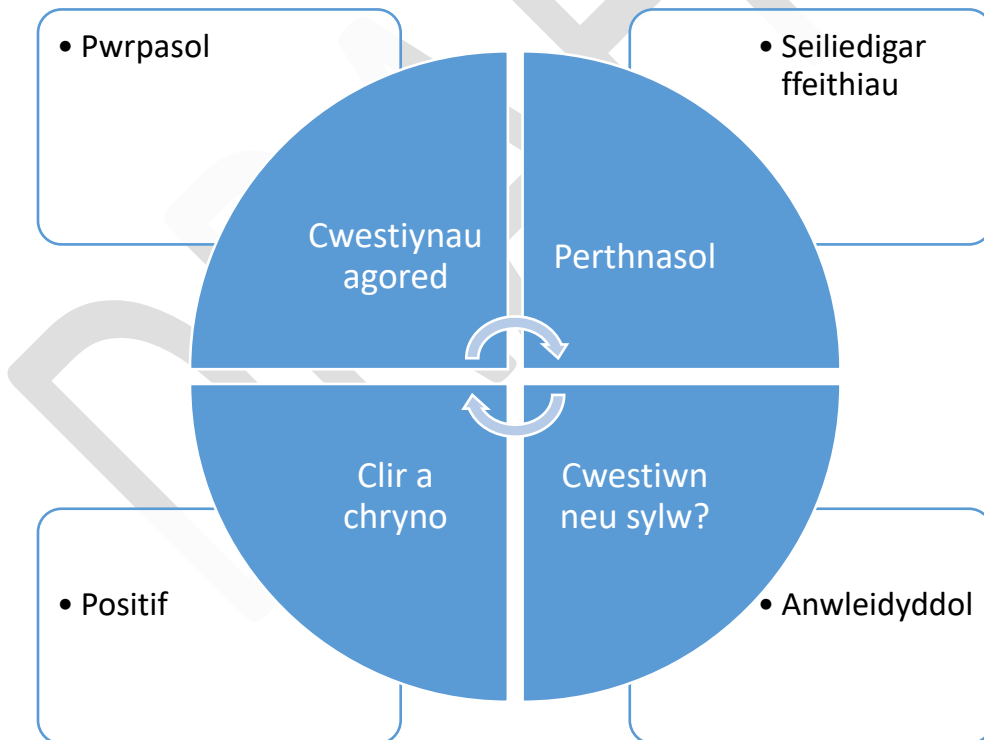 • Pwrpasol
• Seiliedigar
ffeithiau
Cwestiynau
agored
Perthnasol
Clir a
chryno
Cwestiwn
neu sylw?
• Positif
• Anwleidyddol